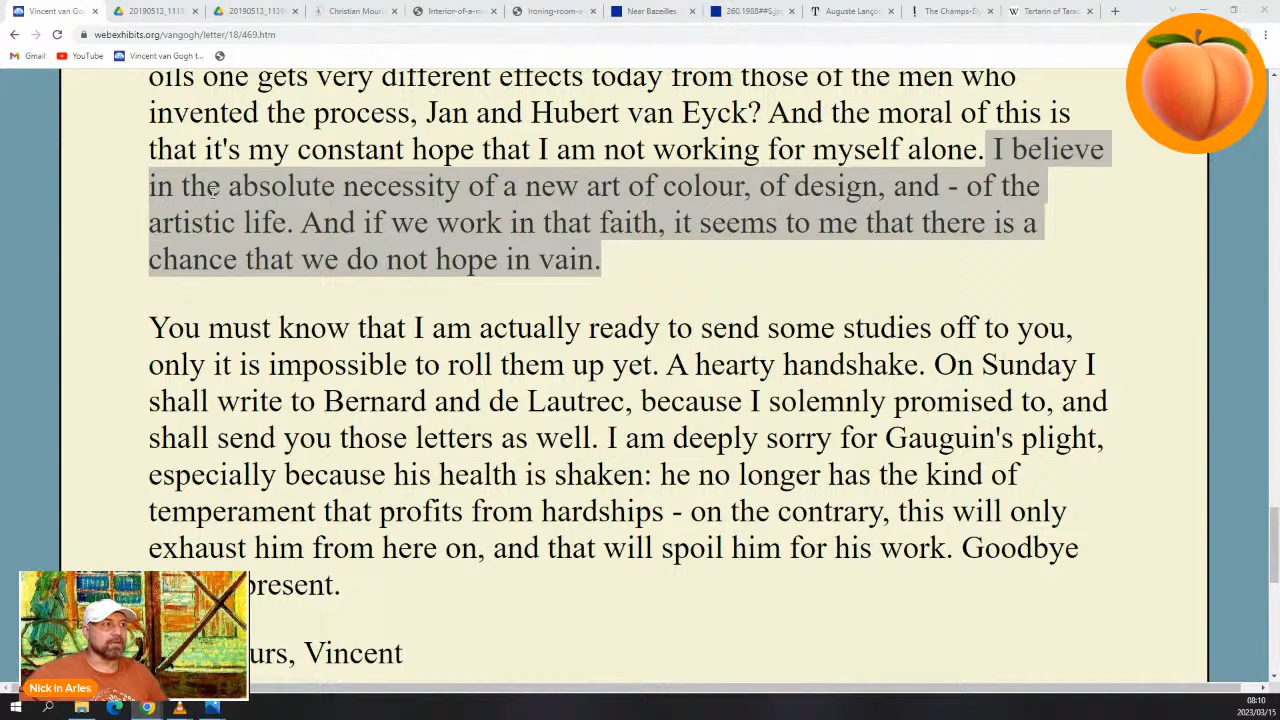 Vincent van Gog
20190513_1113
20190513_1139
Christian Mourie
Interior-of-a-m
ironing-room-e
Near Bazeilles
260.1988##S.jp
Auguste Lanço
The Champs-Ely
Tartarin of Tara
webexhibits.org/vangogh/letter/18/469.htm
Gmail
YouTube
Vincent van Gogh t...
oils one gets very different effects today from those of the men who
invented the process, Jan and Hubert van Eyck? And the moral of this is
that it's my constant hope that I am not working for myself alone. I believe
in the absolute necessity of a new art of colour, of design, and - of the
artistic life. And if we work in that faith, it seems to me that there is a
chance that we do not hope in vain.
You must know that I am actually ready to send some studies off to you,
only it is impossible to roll them up yet. A hearty handshake. On Sunday I
shall write to Bernard and de Lautrec, because I solemnly promised to, and
shall send you those letters as well. I am deeply sorry for Gauguin's plight,
especially because his health is shaken: he no longer has the kind of
temperament that profits from hardships - on the contrary, this will only
exhaust him from here on, and that will spoil him for his work. Goodbye
present.
urs, Vincent
Nick in Arles
08:10
2023/03/15